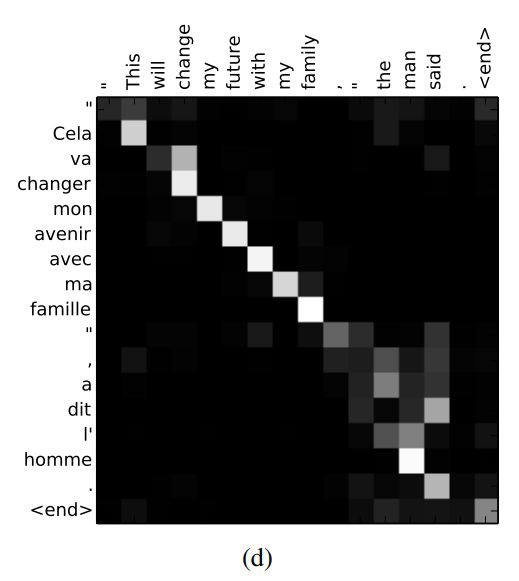 " This will change my future with my family , " the man said . <end>
"
Cela
va
changer
mon
avenir
avec
ma
famille
"
,
a
dit
l'
homme
.
<end>
(d)